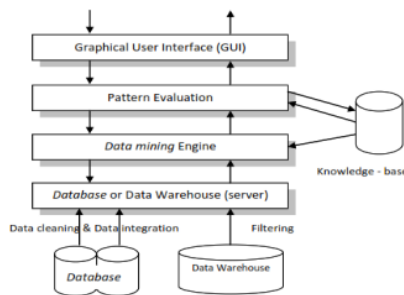 Graphical User Interface (GUI)
Pattern Evaluation
Data mining Engine
Knowledge - base
Database or Data Warehouse (server)
Data cleaning & Data integration
Filtering
Database
Data Warehouse